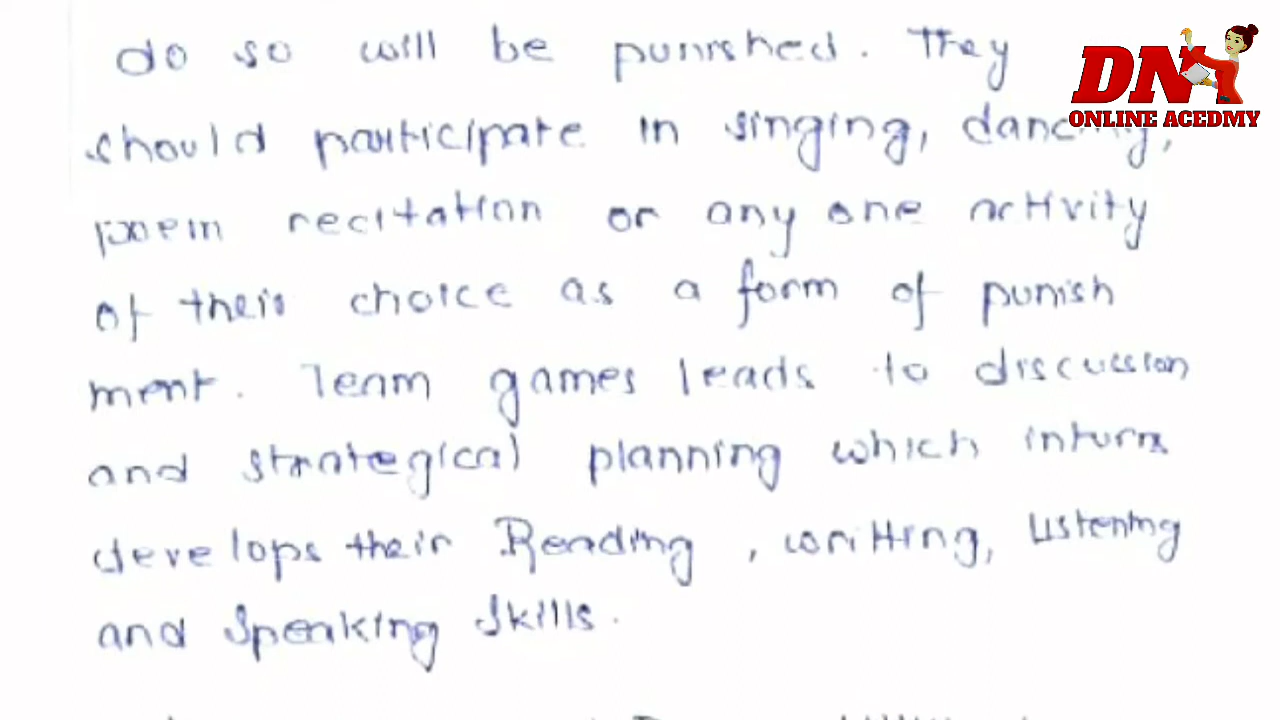 do so will be punished. They
should participate in singing, dancing,
poem recitation or any one activity
of their choice as a form of punish
ment. Team games leads to discussion
and strategical planning which inturn
develops their Reading, writting, Listening
and Speaking Skills.
DNY
ONLINE ACEDMY